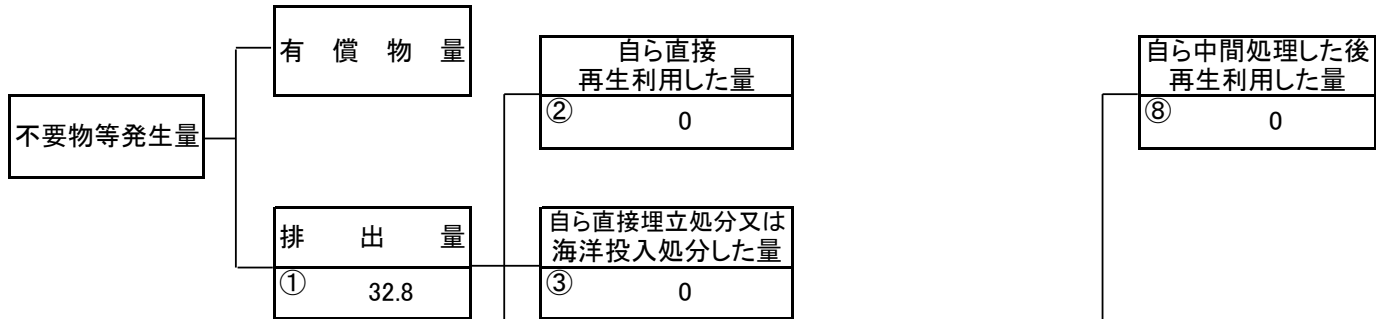 有　償　物　量
自ら直接
再生利用した量
② 0
自ら中間処理した後
再生利用した量
⑧ 0
不要物等発生量
排　出　量
① 32.8
自ら直接埋立処分又は
海洋投入処分した量
③ 0